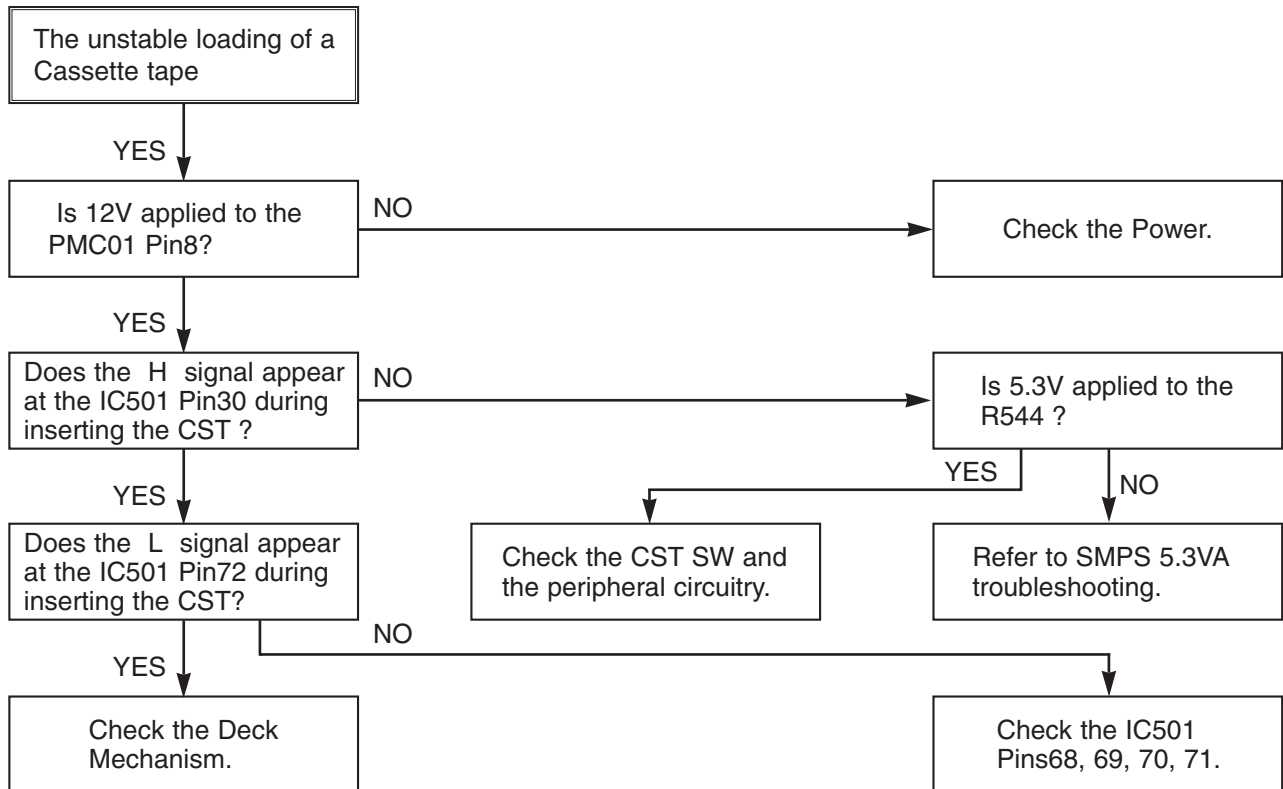 The unstable loading of a
Cassette tape
YES
Is 12V applied to the
PMC01 Pin8?
NO
Check the Power.
YES
Does the H signal appear
at the IC501 Pin30 during
inserting the CST ?
NO
Is 5.3V applied to the
R544 ?
YES
NO
YES
Does the L signal appear
at the IC501 Pin72 during
inserting the CST?
Check the CST SW and
the peripheral circuitry.
Refer to SMPS 5.3VA
troubleshooting.
NO
YES
Check the Deck
Mechanism.
Check the IC501
Pins68, 69, 70, 71.